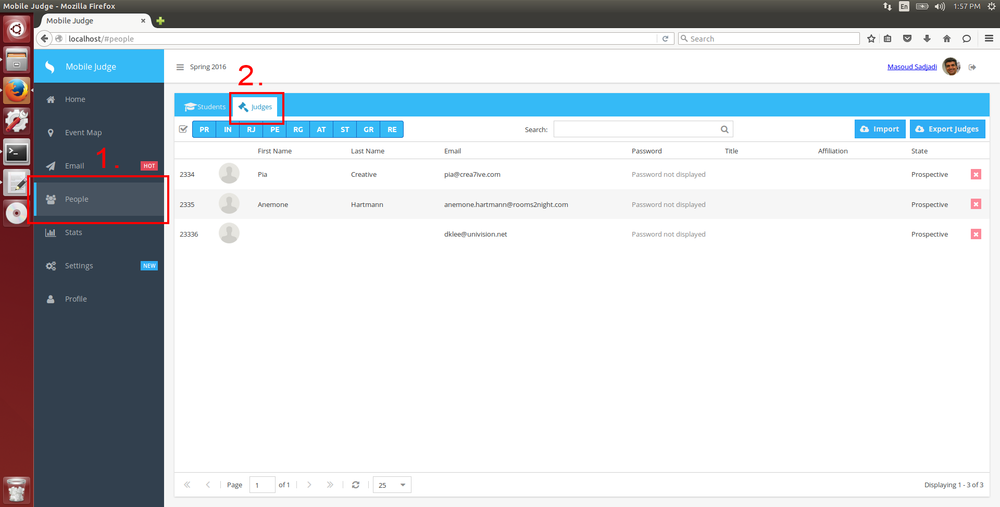 Mobile Judge - Mozilla Firefox
En
1:57 PM
Mobile Judge
localhost/#people
Search
Mobile Judge
Spring 2016
Masoud Sadjadi
2.
Home
Event Map
1.
Email
HOT
People
Stats
Settings
NEW
Profile
Students
Judges
PR IN RJ PE RG AT ST GR RE
Search:
Import
Export Judges
First Name Last Name Email Password Title Affiliation State
2334 Pia Creative pia@crea7ive.com Password not displayed Prospective
2335 Anemone Hartmann anemone.hartmann@rooms2night.com Password not displayed Prospective
23336 dklee@univision.net Password not displayed Prospective
Page 1 of 1
25
Displaying 1 - 3 of 3